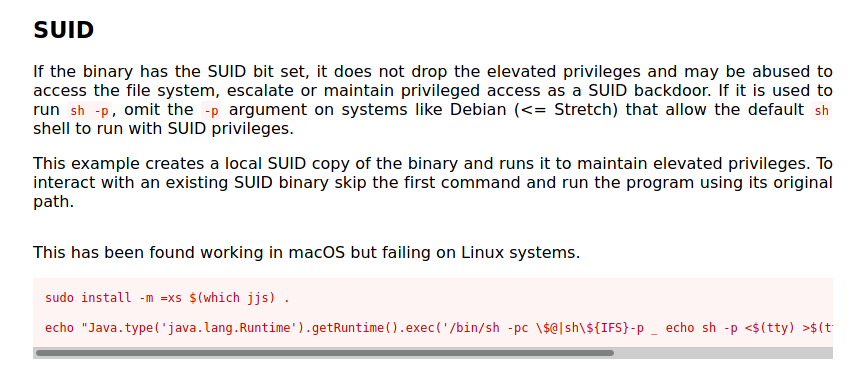 SUID
If the binary has the SUID bit set, it does not drop the elevated privileges and may be abused to
access the file system, escalate or maintain privileged access as a SUID backdoor. If it is used to
run sh -p, omit the -p argument on systems like Debian (<= Stretch) that allow the default sh
shell to run with SUID privileges.
This example creates a local SUID copy of the binary and runs it to maintain elevated privileges. To
interact with an existing SUID binary skip the first command and run the program using its original
path.
This has been found working in macOS but failing on Linux systems.
sudo install -m =xs $(which jjs) .
echo "Java.type('java.lang.Runtime').getRuntime().exec('/bin/sh -pc \$@|sh\${IFS}-p _ echo sh -p <$(tty) >$(t